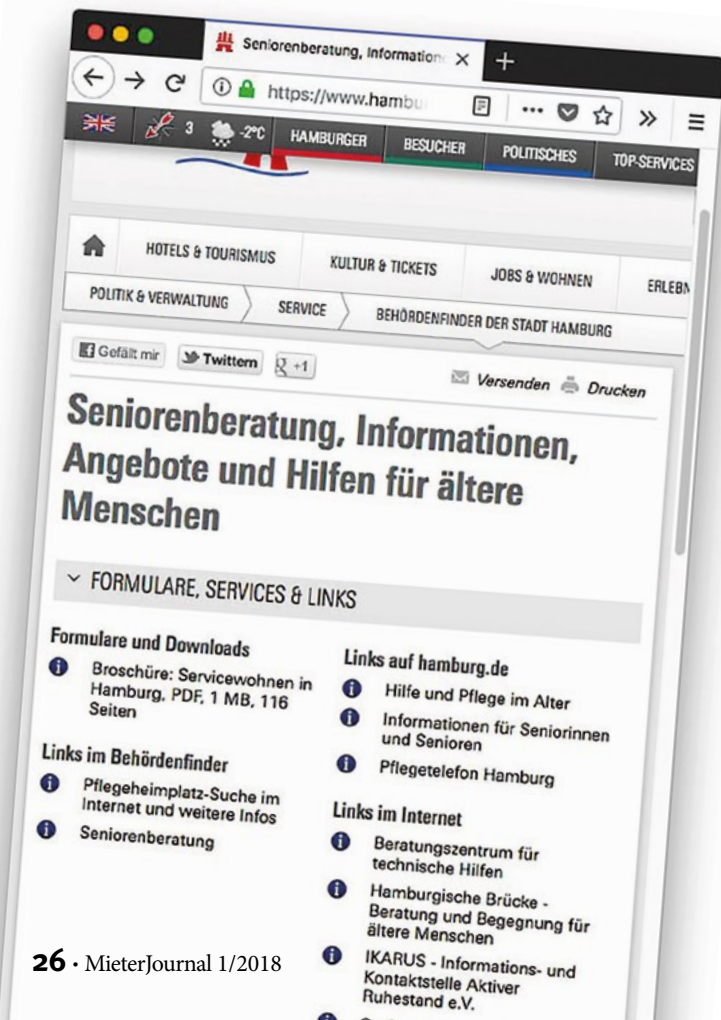 Seniorenberatung, Information
https://www.hambu
3 -2°C HAMBURGER BESUCHER POLITISCHES TOP-SERVICES
HOTELS & TOURISMUS KULTUR & TICKETS JOBS & WOHNEN ERLEBN
POLITIK & VERWALTUNG SERVICE BEHÖRDENFINDER DER STADT HAMBURG
Gefällt mir Twittern g +1 Versenden Drucken
Seniorenberatung, Informationen,
Angebote und Hilfen für ältere
Menschen
FORMULARE, SERVICES & LINKS
Formulare und Downloads
Broschüre: Servicewohnen in
Hamburg, PDF, 1 MB, 116
Seiten
Links im Behördenfinder
Pflegeheimplatz-Suche im
Internet und weitere Infos
Seniorenberatung
Links auf hamburg.de
Hilfe und Pflege im Alter
Informationen für Seniorinnen
und Senioren
Pflegetelefon Hamburg
Links im Internet
Beratungszentrum für
technische Hilfen
Hamburgische Brücke -
Beratung und Begegnung für
ältere Menschen
IKARUS - Informations- und
Kontaktstelle Aktiver
Ruhestand e.V.
26 · MieterJournal 1/2018